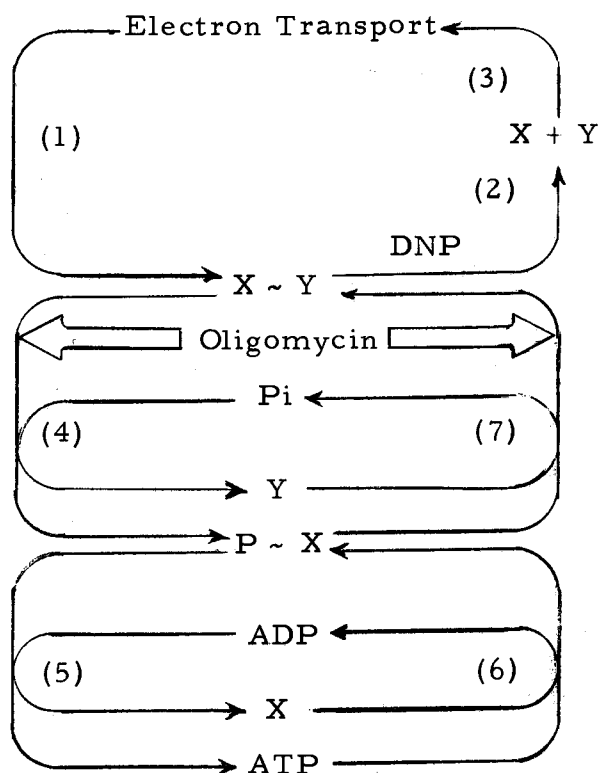 Electron Transport
(3)
(1)
X + Y
(2)
DNP
X ~ Y
Oligomycin
Pi
(4) (7)
Y
P ~ X
ADP
(5) (6)
X
ATP